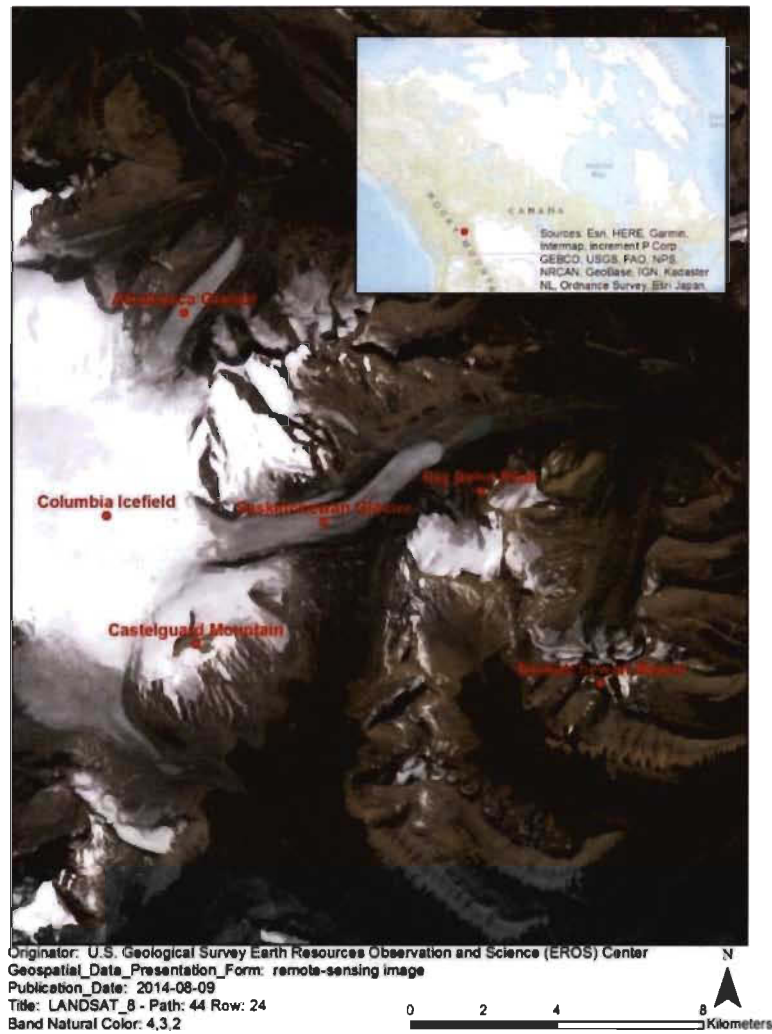 CANADA
ROCKY
Sources: Esri, HERE, Garmin,
Intermap, increment P Corp.,
GEBCO, USGS, FAO, NPS,
NRCAN, GeoBase, IGN, Kadaster
NL, Ordnance Survey, Esri Japan,
Athabasca Glacier
Columbia Icefield
Saskatchewan Glacier
Castelguard Mountain
Originator: U.S. Geological Survey Earth Resources Observation and Science (EROS) Center
Geospatial_Data_Presentation_Form: remote-sensing image
Publication_Date: 2014-08-09
Title: LANDSAT_8 - Path: 44 Row: 24
Band Natural Color: 4,3,2
N
0 2 4 8
Kilometers